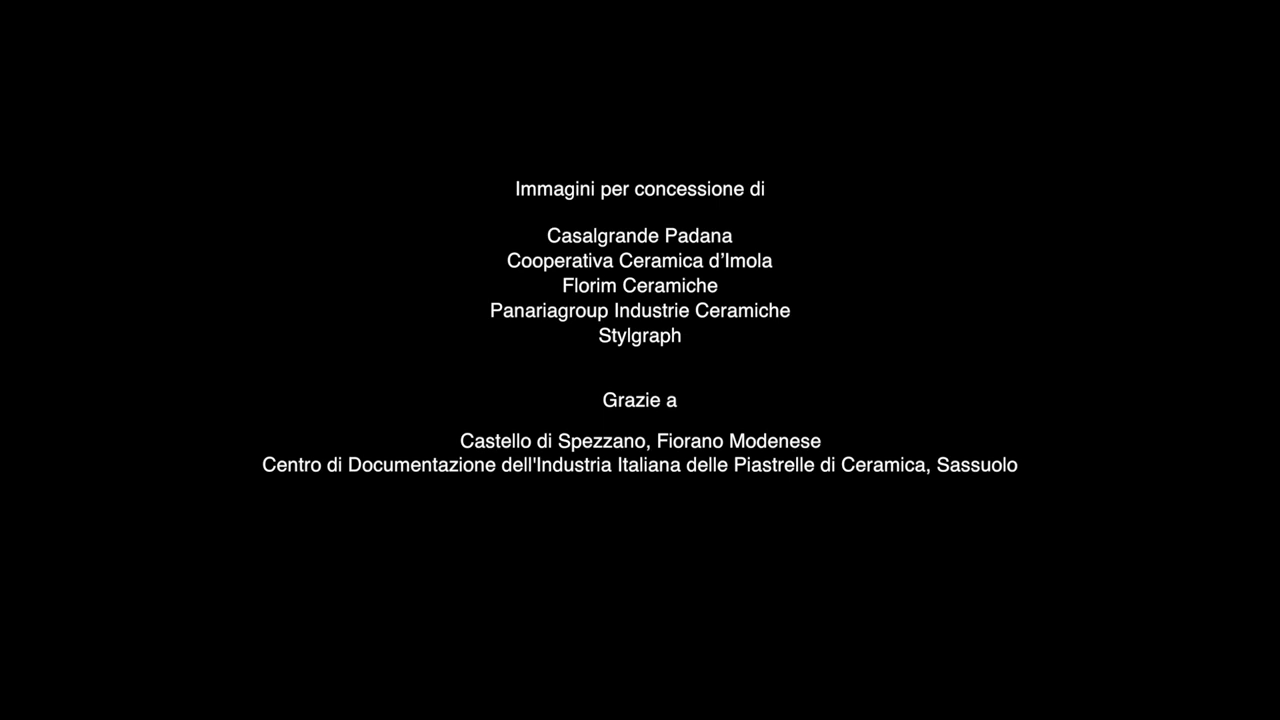 Immagini per concessione di
Casalgrande Padana
Cooperativa Ceramica d’Imola
Florim Ceramiche
Panariagroup Industrie Ceramiche
Stylgraph
Grazie a
Castello di Spezzano, Fiorano Modenese
Centro di Documentazione dell'Industria Italiana delle Piastrelle di Ceramica, Sassuolo